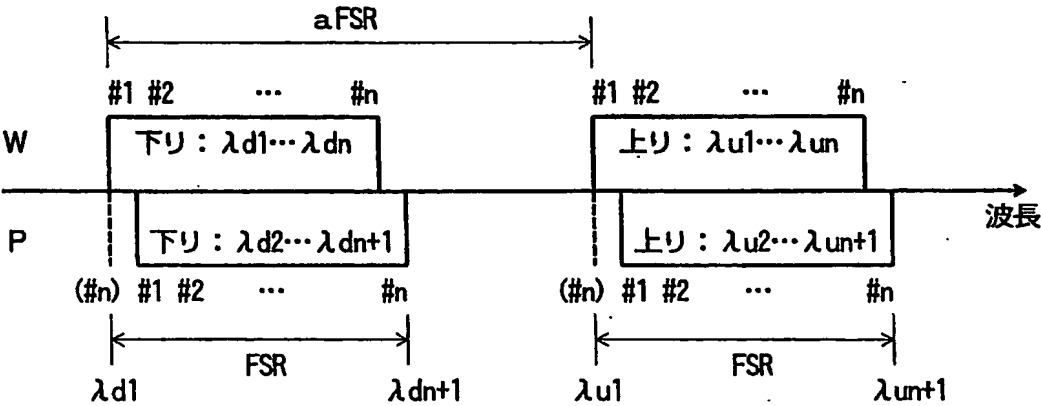 aFSR
#1 #2 … #n #1 #2 … #n
W 下り：λd1…λdn 上り：λu1…λun
波長
P 下り：λd2…λdn+1 上り：λu2…λun+1
(#n) #1 #2 … #n (#n) #1 #2 … #n
FSR FSR
λd1 λdn+1 λu1 λun+1